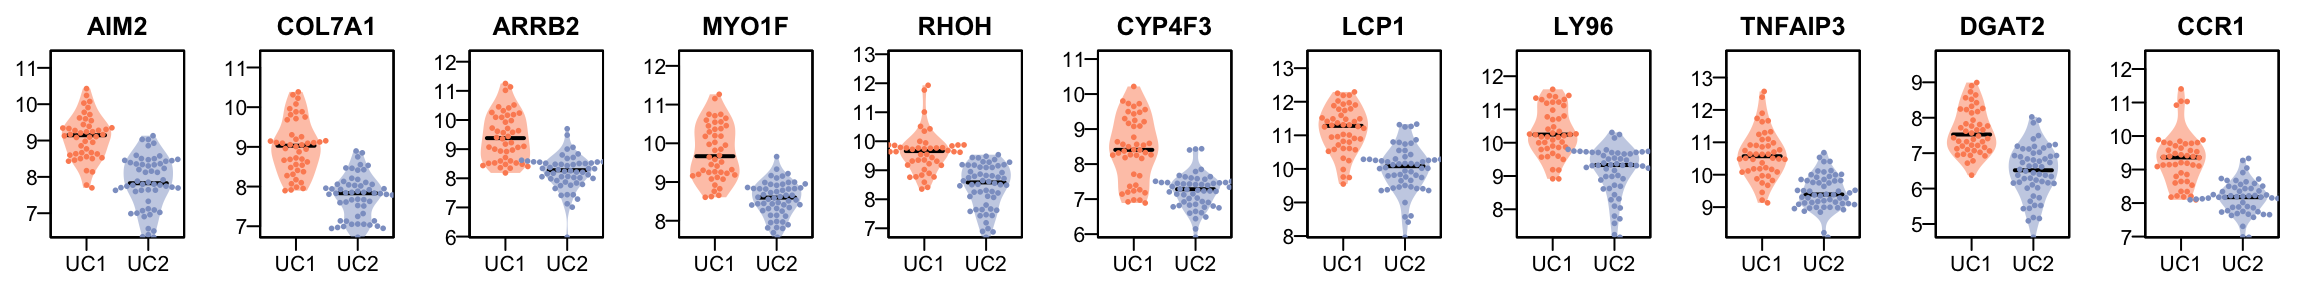 AIM2 COL7A1 ARRB2 MYO1F RHOH CYP4F3 LCP1 LY96 TNFAIP3 DGAT2 CCR1
11 10 9 8 7
UC1 UC2
11 10 9 8 7
UC1 UC2
12 11 10 9 8 7 6
UC1 UC2
12 11 10 9 8
UC1 UC2
13 12 11 10 9 8 7
UC1 UC2
11 10 9 8 7 6
UC1 UC2
13 12 11 10 9 8
UC1 UC2
12 11 10 9 8
UC1 UC2
13 12 11 10 9
UC1 UC2
9 8 7 6 5
UC1 UC2
12 11 10 9 8 7
UC1 UC2